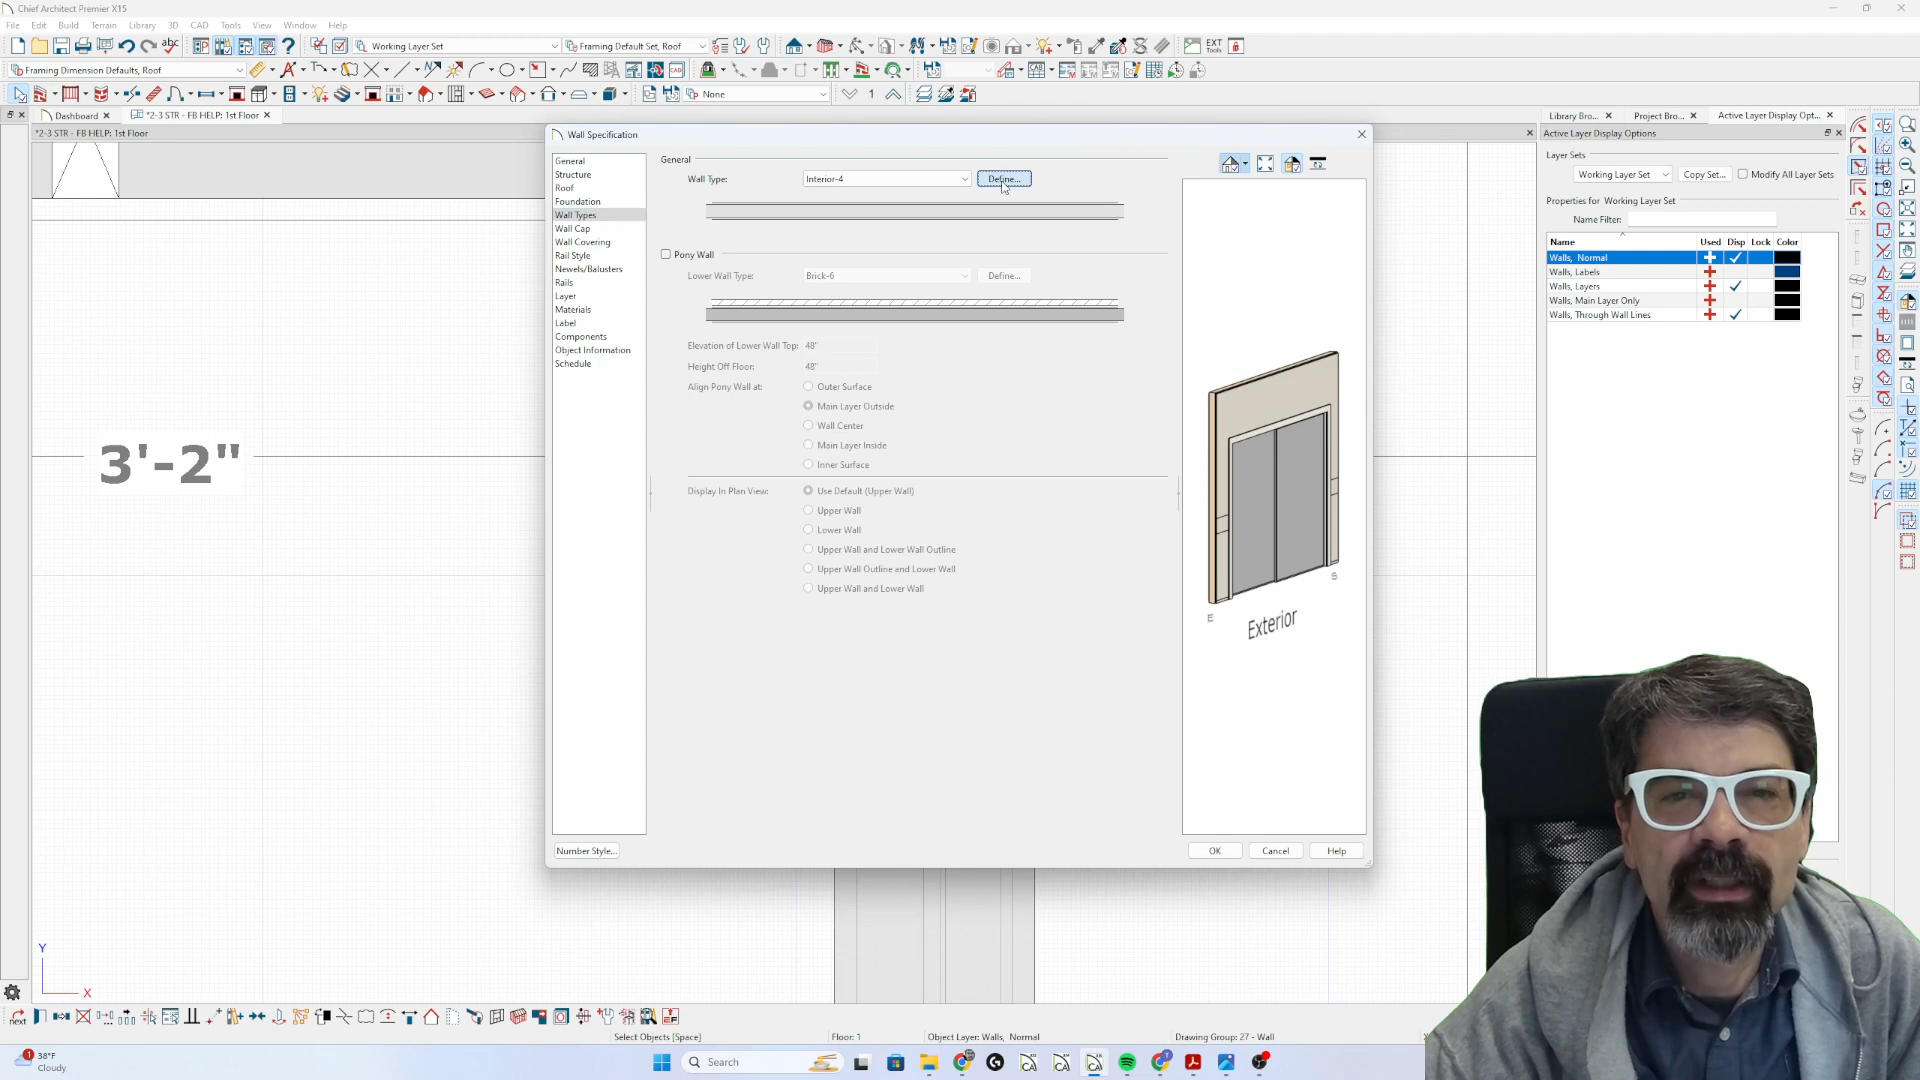 Chief Architect Premier X15
File Edit Build Terrain Library 3D CAD Tools View Window Help
Working Layer Set Framing Default Set, Roof EXT Tools
Framing Dimension Defaults, Roof
None 1
Dashboard *2-3 STR - FB HELP: 1st Floor
*2-3 STR - FB HELP: 1st Floor
3'-2"
Y
X
Wall Specification
General
Structure
Roof
Foundation
Wall Types
Wall Cap
Wall Covering
Rail Style
Newels/Balusters
Rails
Layer
Materials
Label
Components
Object Information
Schedule
General
Wall Type: Interior-4 Define...
Pony Wall
Lower Wall Type: Brick-6 Define...
Elevation of Lower Wall Top: 48"
Height Off Floor: 48"
Align Pony Wall at: Outer Surface
Main Layer Outside
Wall Center
Main Layer Inside
Inner Surface
Display In Plan View: Use Default (Upper Wall)
Upper Wall
Lower Wall
Upper Wall and Lower Wall Outline
Upper Wall Outline and Lower Wall
Upper Wall and Lower Wall
Exterior
Number Style...
OK Cancel Help
Library Bro... Project Bro... Active Layer Display Opt...
Active Layer Display Options
Layer Sets
Working Layer Set Copy Set... Modify All Layer Sets
Properties for Working Layer Set
Name Filter:
Name Used Disp Lock Color
Walls, Normal
Walls, Labels
Walls, Layers
Walls, Main Layer Only
Walls, Through Wall Lines
next
Select Objects [Space] Floor: 1 Object Layer: Walls, Normal Drawing Group: 27 - Wall
1 38°F
Cloudy
Search